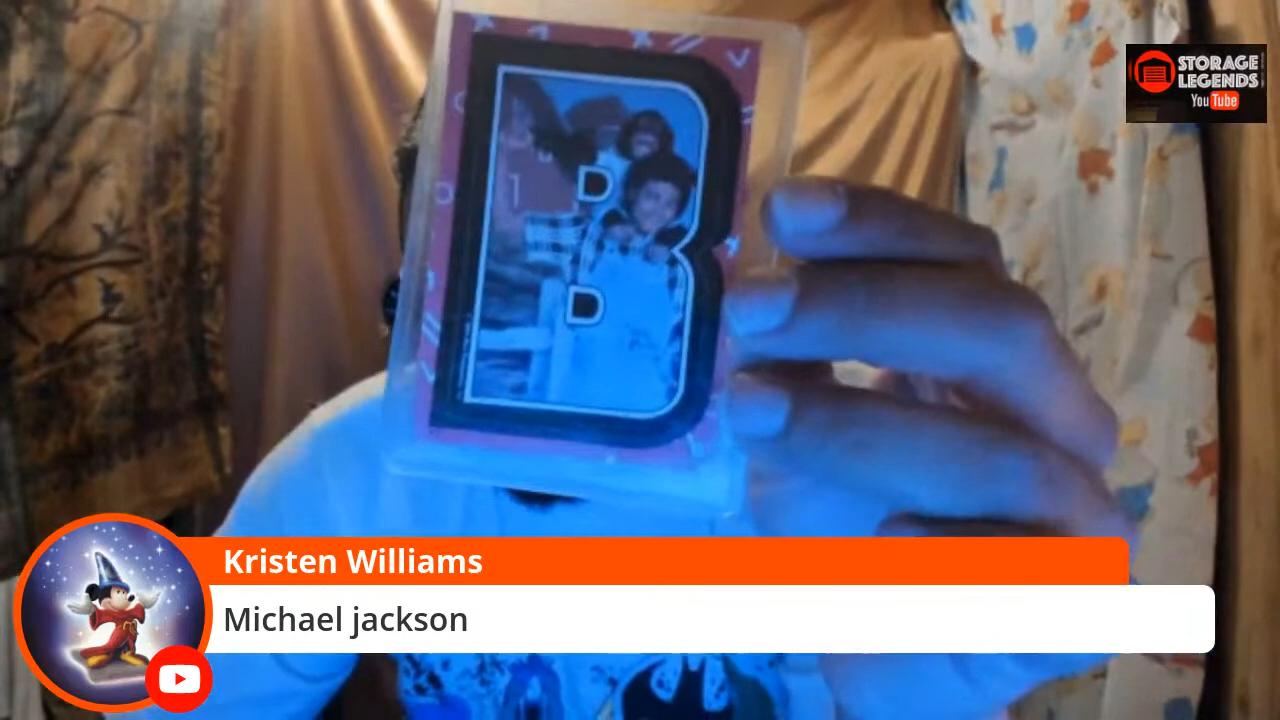 STORAGE
LEGENDS
YouTube
B
Kristen Williams
Michael jackson